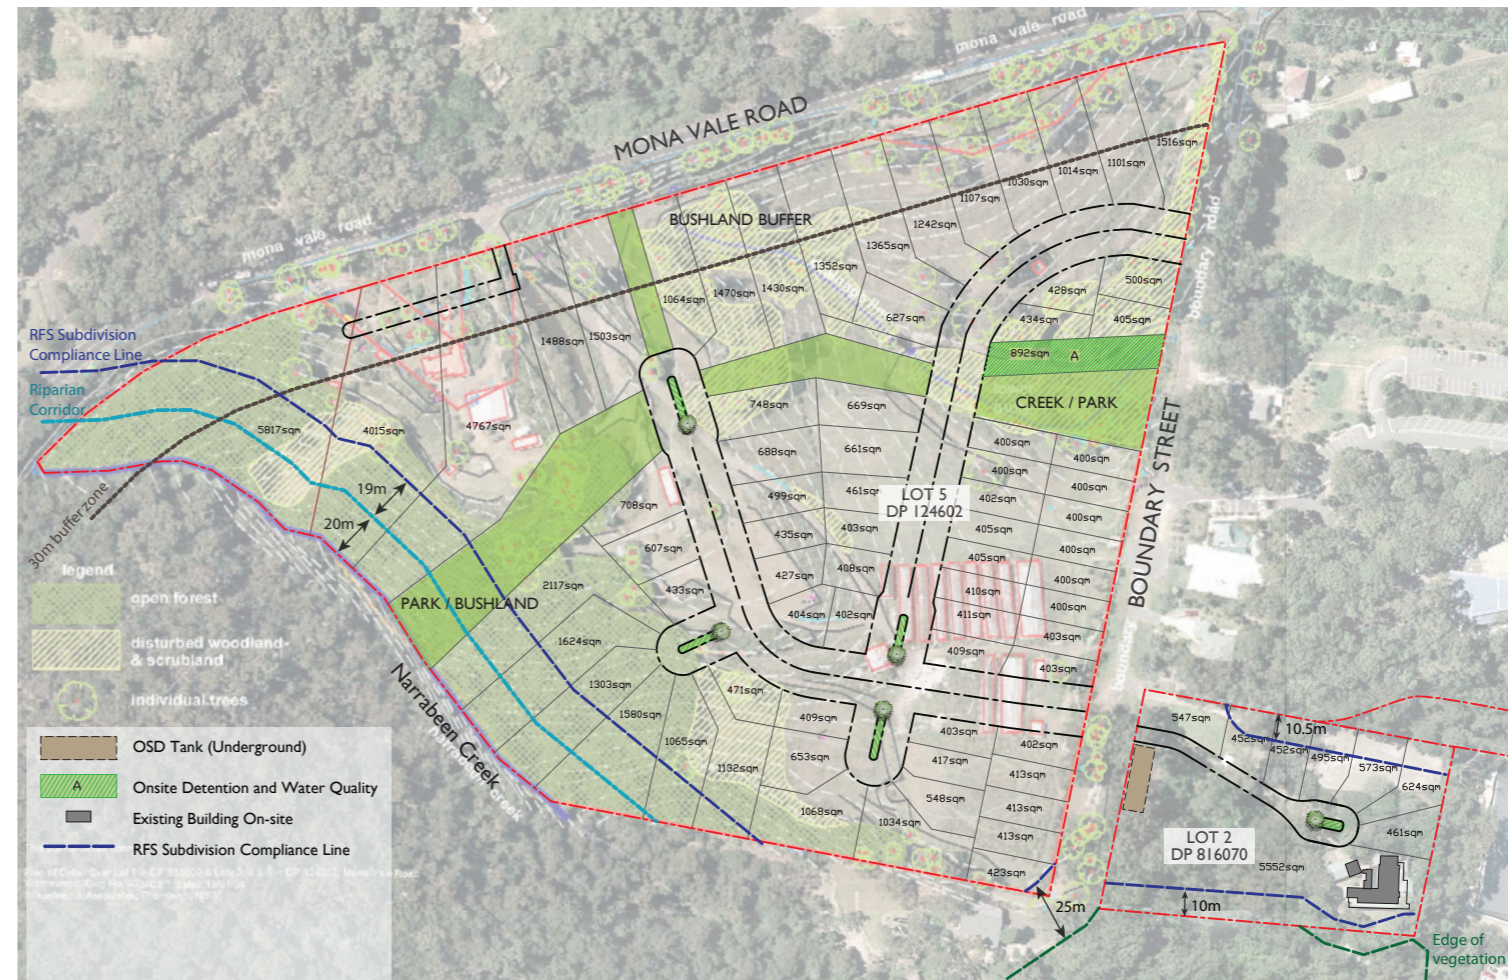 mona vale road
MONA VALE ROAD
mona vale road
BUSHLAND BUFFER
1516sqm
1101sqm
1014sqm
1030sqm
1107sqm
1242sqm
1365sqm
1352sqm
1430sqm
1470sqm
1064sqm
1503sqm
1488sqm
627sqm
500sqm
428sqm
434sqm
405sqm
boundary road
RFS Subdivision
Compliance Line
Riparian
Corridor
892sqm
A
CREEK / PARK
BOUNDARY STREET
5817sqm
4015sqm
4767sqm
748sqm
669sqm
688sqm
661sqm
499sqm
461sqm
435sqm
403sqm
427sqm
408sqm
404sqm
402sqm
LOT 5
DP 124602
400sqm
400sqm
400sqm
400sqm
402sqm
400sqm
405sqm
400sqm
405sqm
400sqm
410sqm
400sqm
411sqm
403sqm
409sqm
403sqm
19m
20m
30m buffer zone
708sqm
607sqm
433sqm
2117sqm
PARK / BUSHLAND
1624sqm
1303sqm
1580sqm
1065sqm
1132sqm
471sqm
409sqm
653sqm
1068sqm
1034sqm
403sqm
402sqm
417sqm
413sqm
548sqm
413sqm
413sqm
423sqm
Narrabeen Creek
legend
open forest
disturbed woodland
& scrubland
individual trees
OSD Tank (Underground)
A
Onsite Detention and Water Quality
Existing Building On-site
RFS Subdivision Compliance Line
547sqm
452sqm
452sqm
495sqm
573sqm
624sqm
461sqm
10.5m
LOT 2
DP 816070
5552sqm
10m
25m
Edge of
vegetation